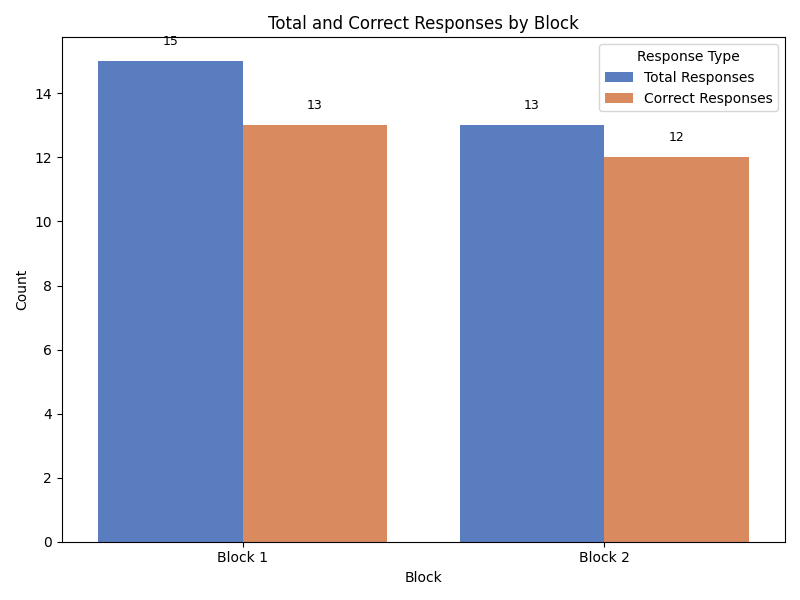 Total and Correct Responses by Block
15
13
13
12
Response Type
Total Responses
Correct Responses
14
12
10
8
6
4
2
0
Count
Block 1
Block 2
Block